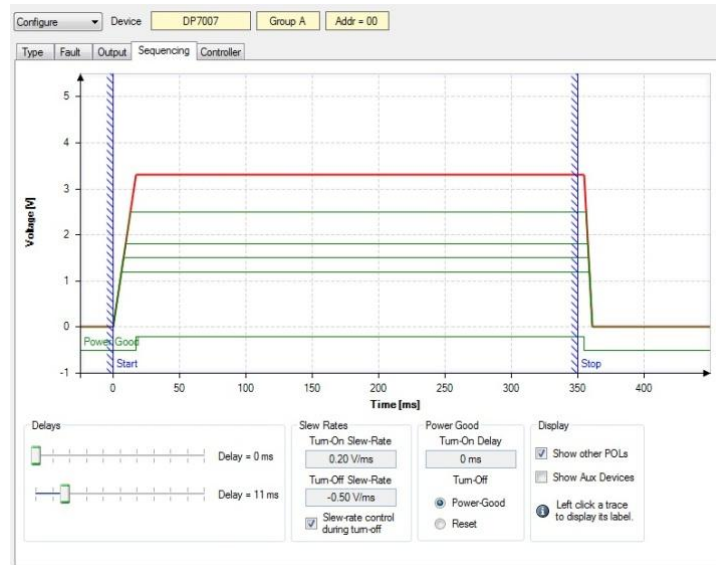 Configure Device DP7007 Group A Addr = 00
Type Fault Output Sequencing Controller
5
4
3
2
1
0
-1
Voltage [V]
Power Good
Start
Stop
0 50 100 150 200 250 300 350 400
Time [ms]
Delays
Delay = 0 ms
Delay = 11 ms
Slew Rates
Turn-On Slew-Rate
0.20 V/ms
Turn-Off Slew-Rate
-0.50 V/ms
Slew-rate control
during turn-off
Power Good
Turn-On Delay
0 ms
Turn-Off
Power-Good
Reset
Display
Show other POLs
Show Aux Devices
Left click a trace
to display its label.